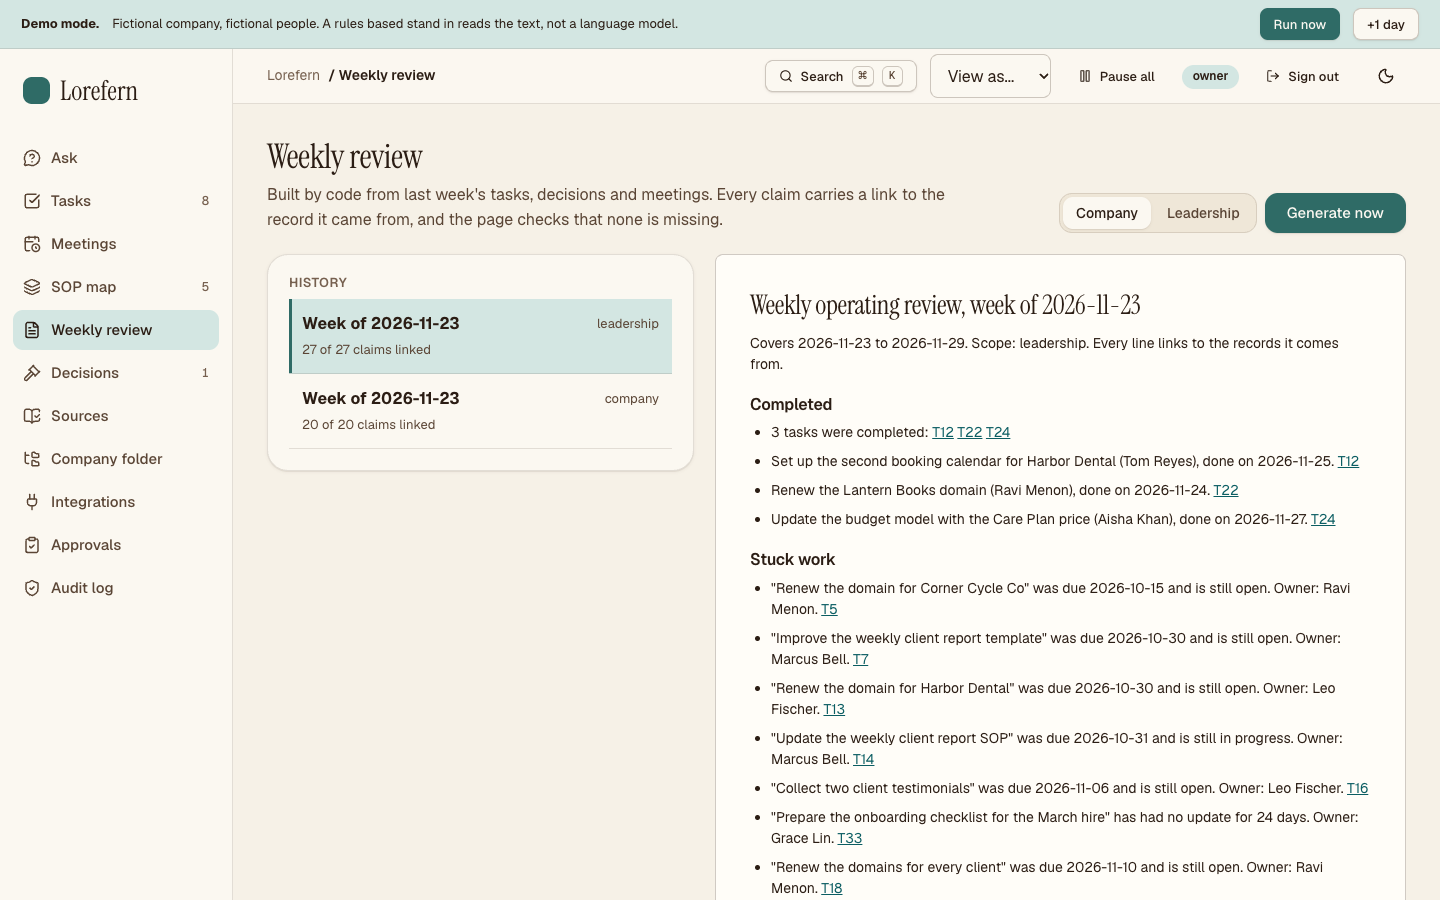 Demo mode. Fictional company, fictional people. A rules based stand in reads the text, not a language model.
Run now
+1 day
Lorefern
Lorefern / Weekly review
Search ⌘ K
View as...
Pause all
owner
Sign out
Ask
Tasks 8
Meetings
SOP map 5
Weekly review
Decisions 1
Sources
Company folder
Integrations
Approvals
Audit log
Weekly review
Built by code from last week's tasks, decisions and meetings. Every claim carries a link to the
record it came from, and the page checks that none is missing.
Company
Leadership
Generate now
HISTORY
Week of 2026-11-23 leadership
27 of 27 claims linked
Week of 2026-11-23 company
20 of 20 claims linked
Weekly operating review, week of 2026-11-23
Covers 2026-11-23 to 2026-11-29. Scope: leadership. Every line links to the records it comes
from.
Completed
• 3 tasks were completed: T12 T22 T24
• Set up the second booking calendar for Harbor Dental (Tom Reyes), done on 2026-11-25. T12
• Renew the Lantern Books domain (Ravi Menon), done on 2026-11-24. T22
• Update the budget model with the Care Plan price (Aisha Khan), done on 2026-11-27. T24
Stuck work
• "Renew the domain for Corner Cycle Co" was due 2026-10-15 and is still open. Owner: Ravi
Menon. T5
• "Improve the weekly client report template" was due 2026-10-30 and is still open. Owner:
Marcus Bell. T7
• "Renew the domain for Harbor Dental" was due 2026-10-30 and is still open. Owner: Leo
Fischer. T13
• "Update the weekly client report SOP" was due 2026-10-31 and is still in progress. Owner:
Marcus Bell. T14
• "Collect two client testimonials" was due 2026-11-06 and is still open. Owner: Leo Fischer. T16
• "Prepare the onboarding checklist for the March hire" has had no update for 24 days. Owner:
Grace Lin. T33
• "Renew the domains for every client" was due 2026-11-10 and is still open. Owner: Ravi
Menon. T18